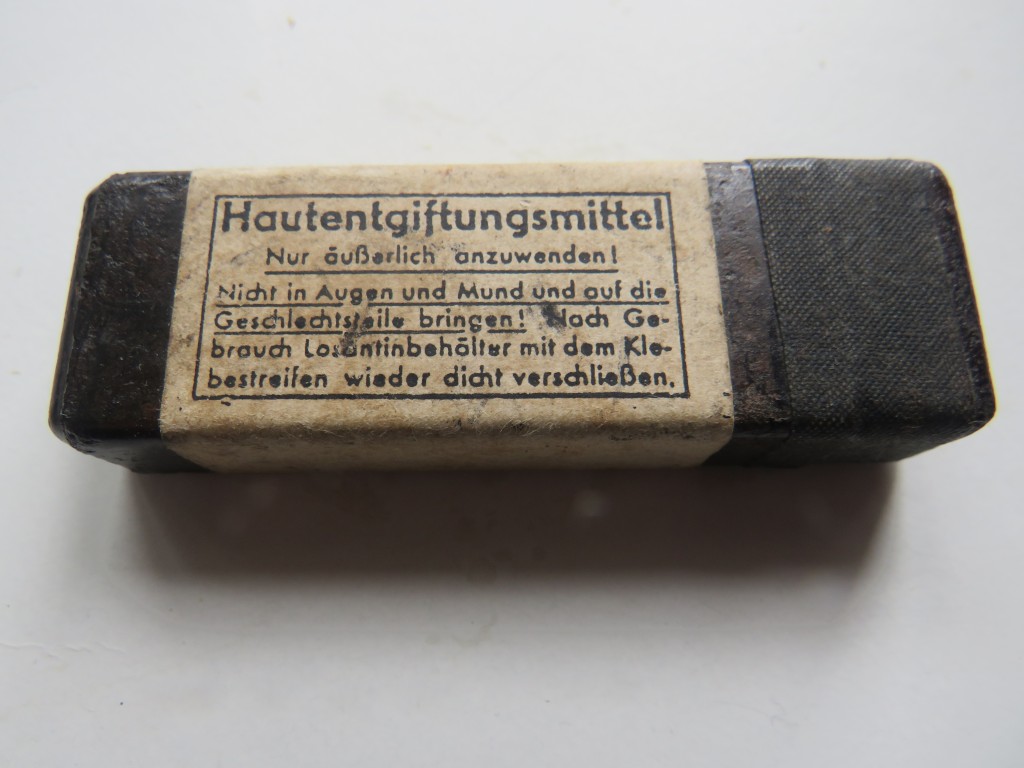 Hautentgiftungsmittel
Nur äußerlich anzuwenden!
Nicht in Augen und Mund und auf die
Geschlechtsteile bringen! Nach Ge-
brauch Losantinbehälter mit dem Kle-
bestreifen wieder dicht verschließen.